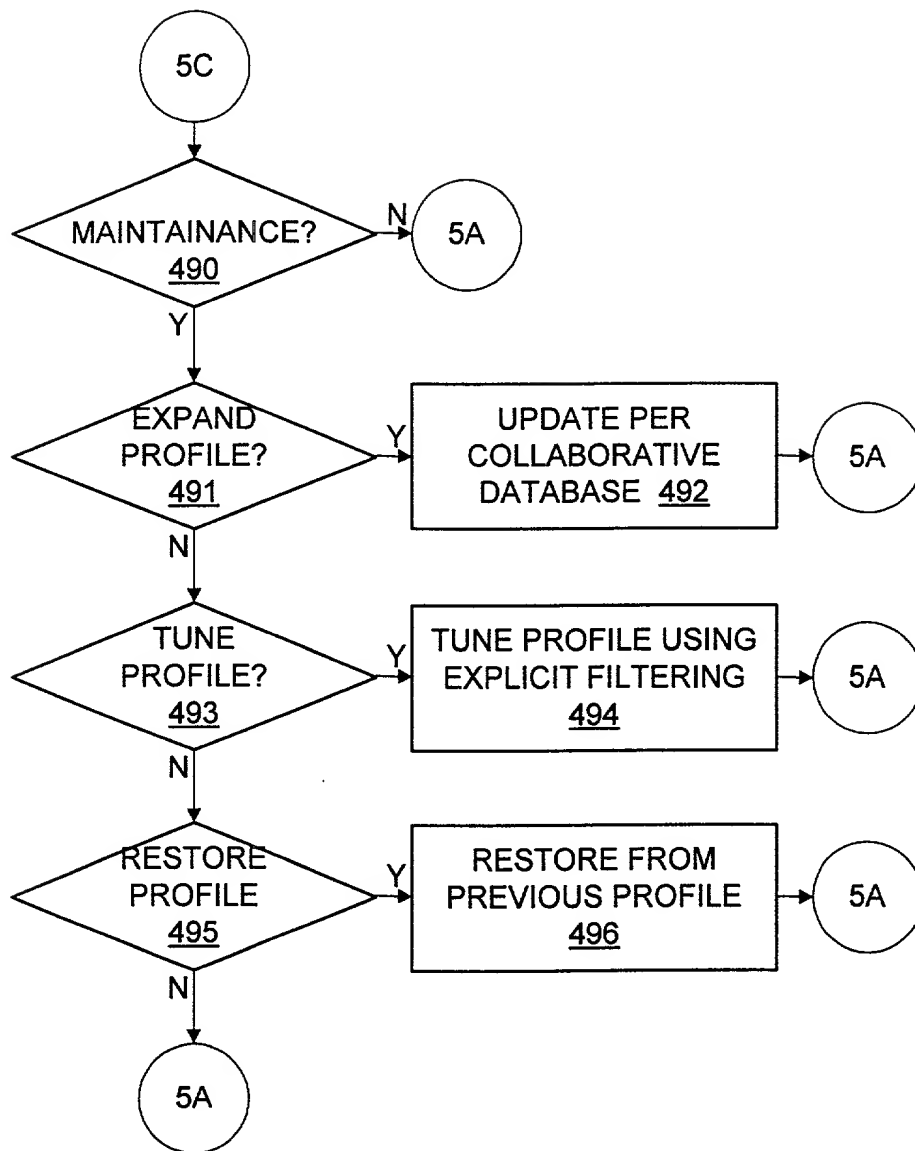 5C
MAINTAINANCE?
490
N
5A
Y
EXPAND
PROFILE?
491
Y
UPDATE PER
COLLABORATIVE
DATABASE 492
5A
N
TUNE
PROFILE?
493
Y
TUNE PROFILE USING
EXPLICIT FILTERING
494
5A
N
RESTORE
PROFILE
495
Y
RESTORE FROM
PREVIOUS PROFILE
496
5A
N
5A